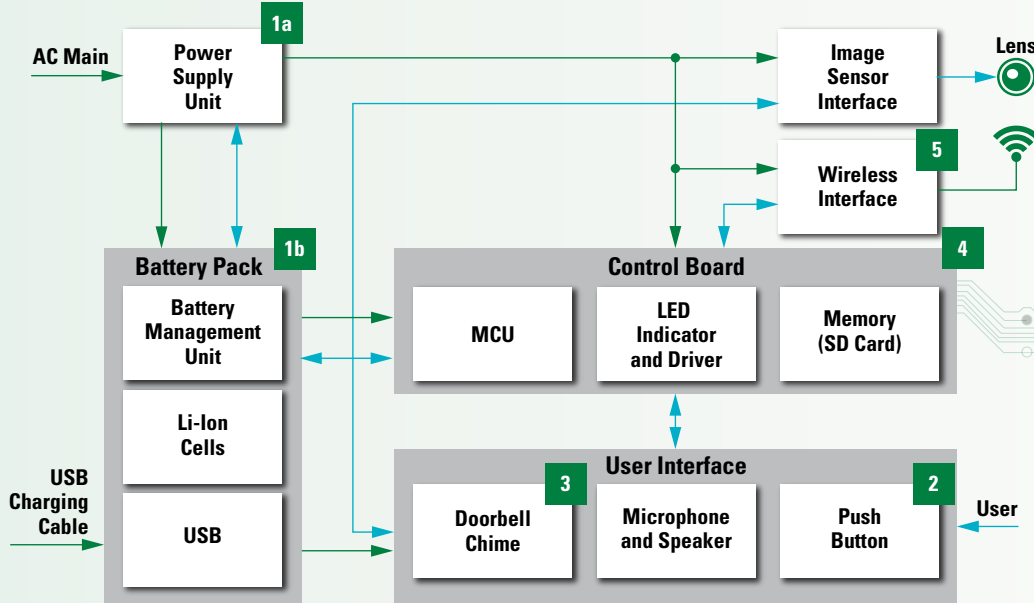 1a
AC Main
Power
Supply
Unit
Image
Sensor
Interface
Lens
5
Wireless
Interface
1b
Battery Pack
Battery
Management
Unit
Li-Ion
Cells
USB
USB
Charging
Cable
4
Control Board
MCU
LED
Indicator
and Driver
Memory
(SD Card)
User Interface
3
Doorbell
Chime
Microphone
and Speaker
2
Push
Button
User